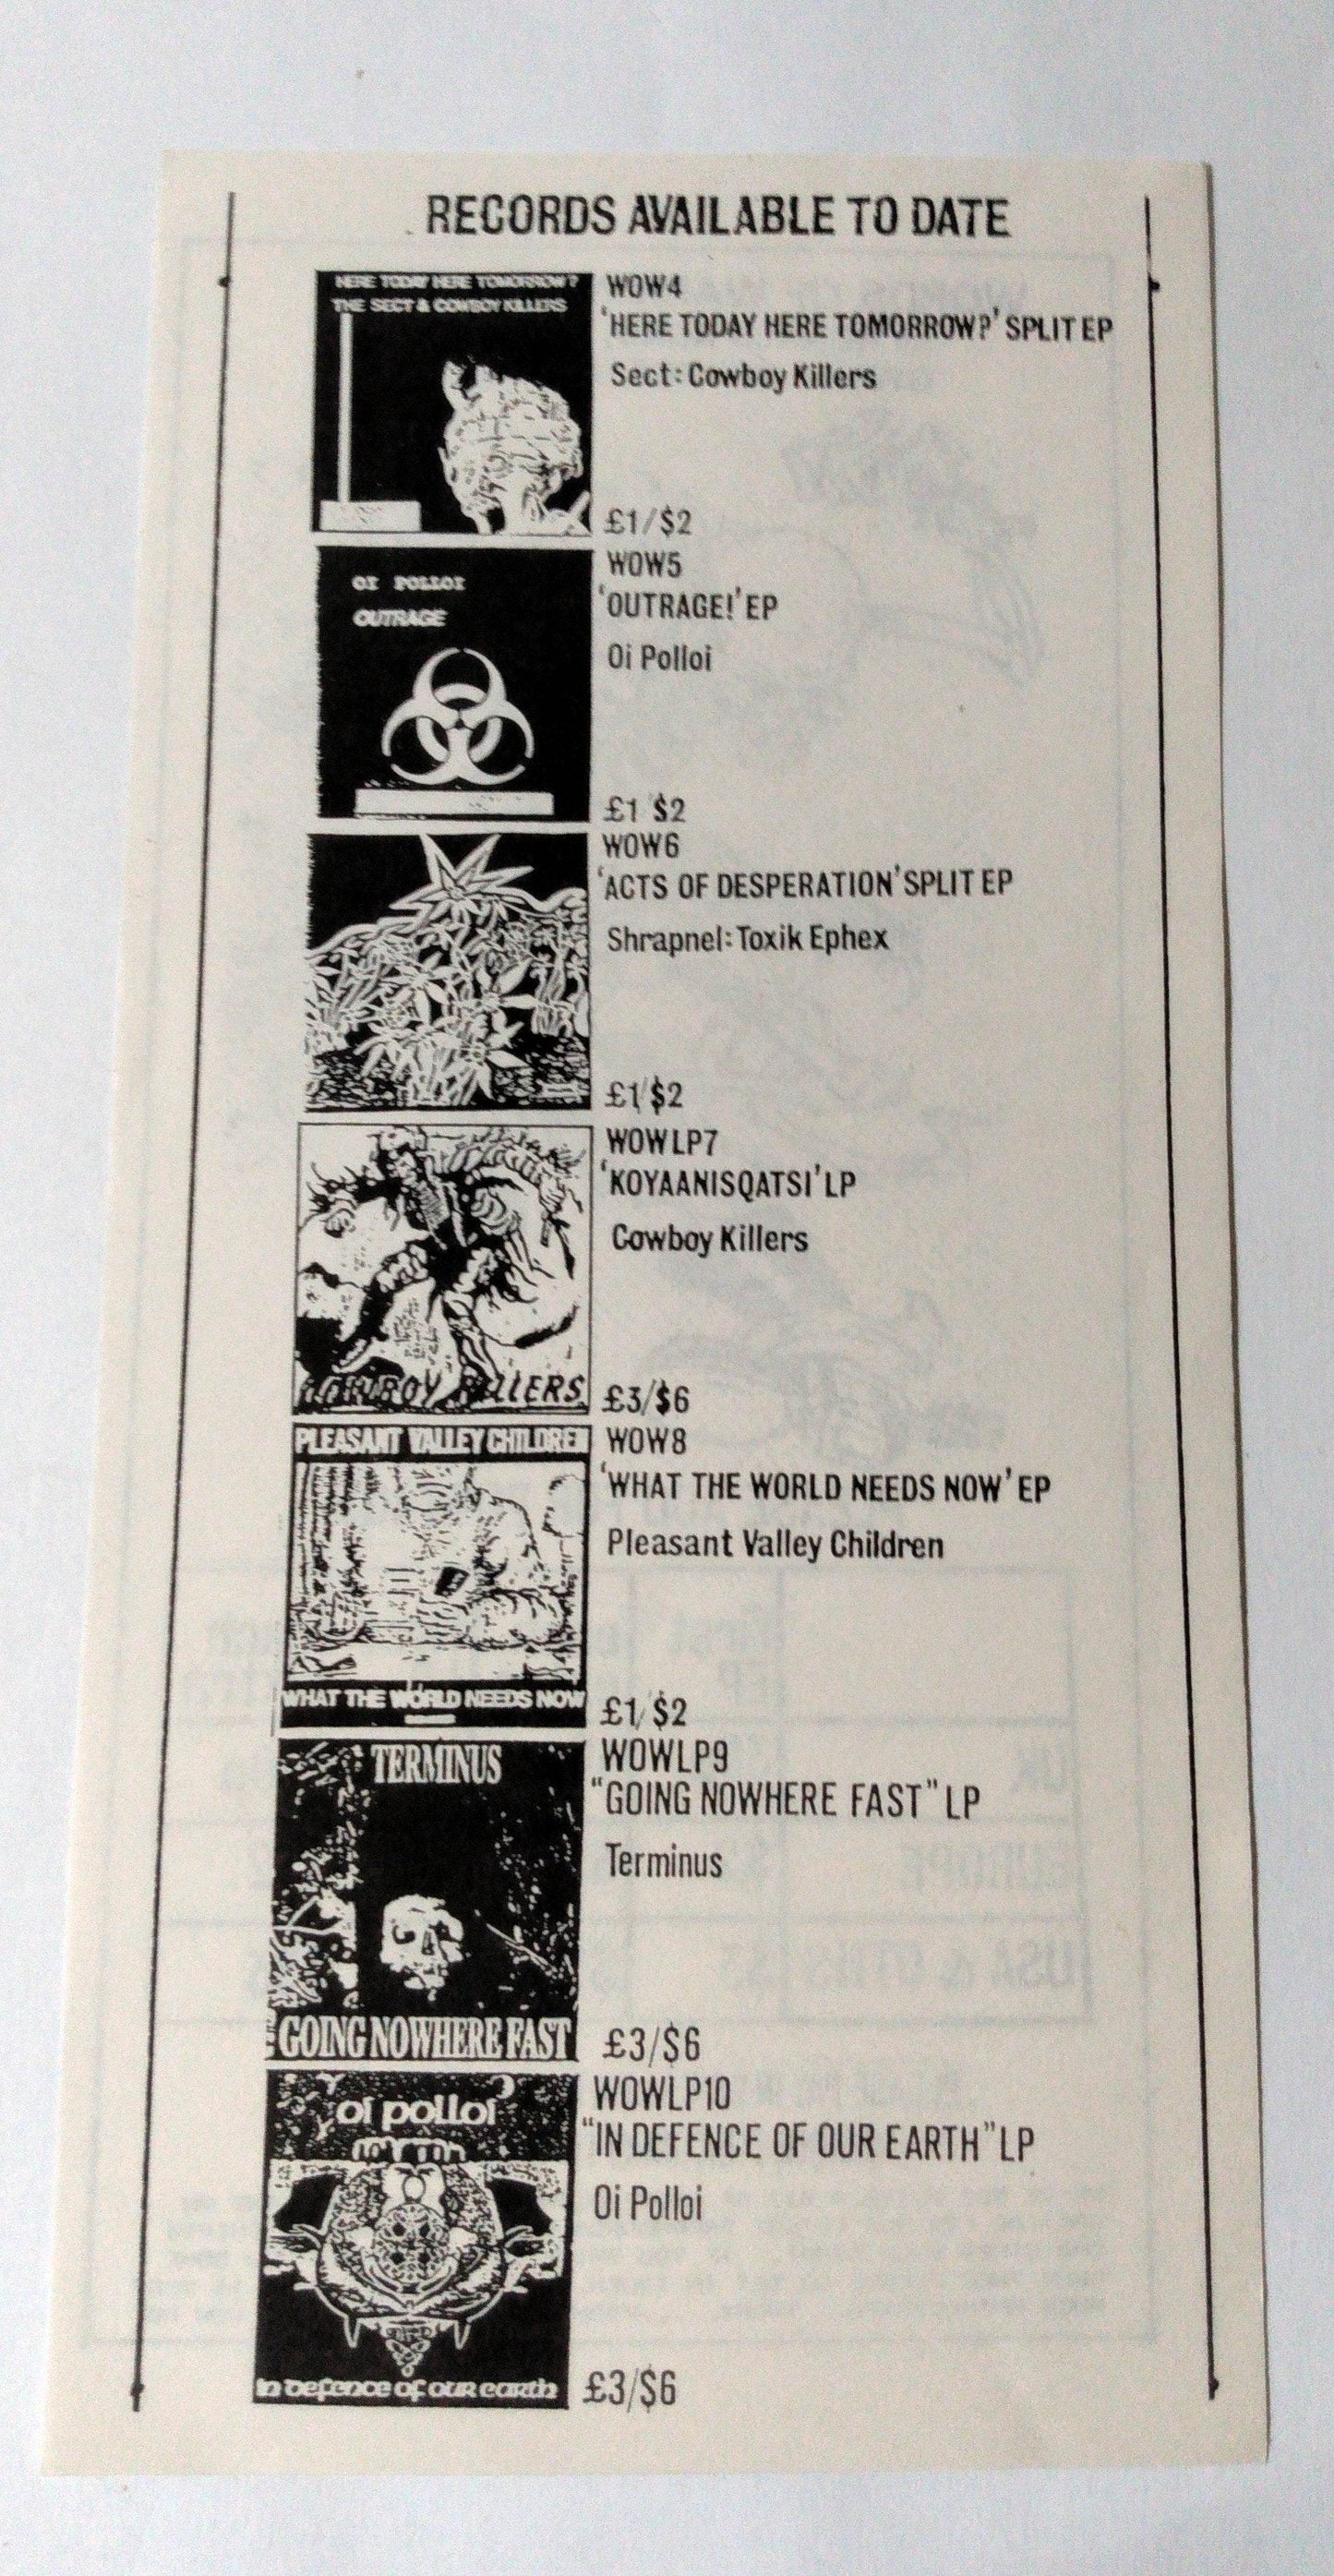 RECORDS AVAILABLE TO DATE
HERE TODAY HERE TOMORROW?
THE SECT & COWBOY KILLERS
WOW4
'HERE TODAY HERE TOMORROW?' SPLIT EP
Sect: Cowboy Killers
£1/$2
OI POLLOI
OUTRAGE
WOW5
'OUTRAGE!' EP
Oi Polloi
£1 $2
WOW6
'ACTS OF DESPERATION' SPLIT EP
Shrapnel: Toxik Ephex
£1/$2
WOWLP7
'KOYAANISQATSI' LP
Cowboy Killers
COWBOY KILLERS
£3/$6
PLEASANT VALLEY CHILDREN
WOW8
'WHAT THE WORLD NEEDS NOW' EP
Pleasant Valley Children
WHAT THE WORLD NEEDS NOW
£1/$2
TERMINUS
WOWLP9
"GOING NOWHERE FAST" LP
Terminus
GOING NOWHERE FAST
£3/$6
oi polloi
WOWLP10
"IN DEFENCE OF OUR EARTH" LP
Oi Polloi
in defence of our earth
£3/$6